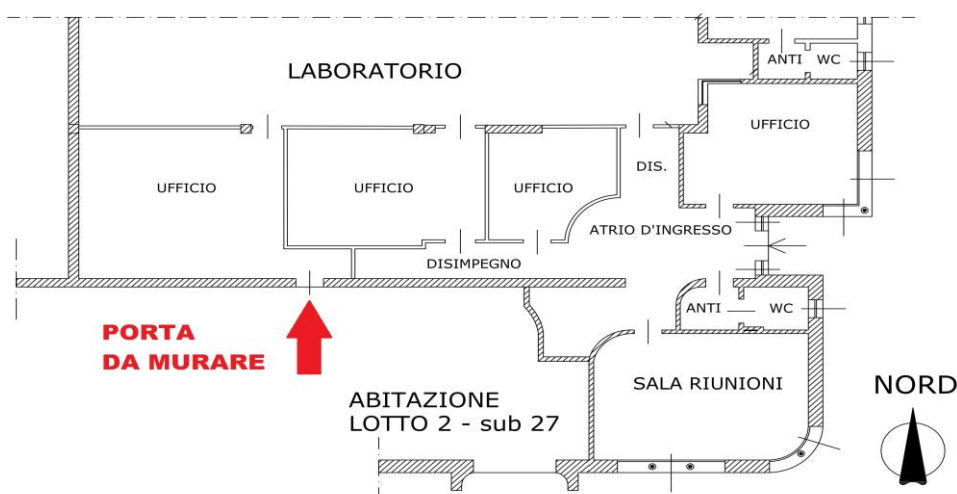 LABORATORIO
ANTI
WC
UFFICIO
DIS.
UFFICIO
UFFICIO
UFFICIO
ATRIO D'INGRESSO
DISIMPEGNO
ANTI
WC
PORTA
DA MURARE
SALA RIUNIONI
NORD
ABITAZIONE
LOTTO 2 - sub 27